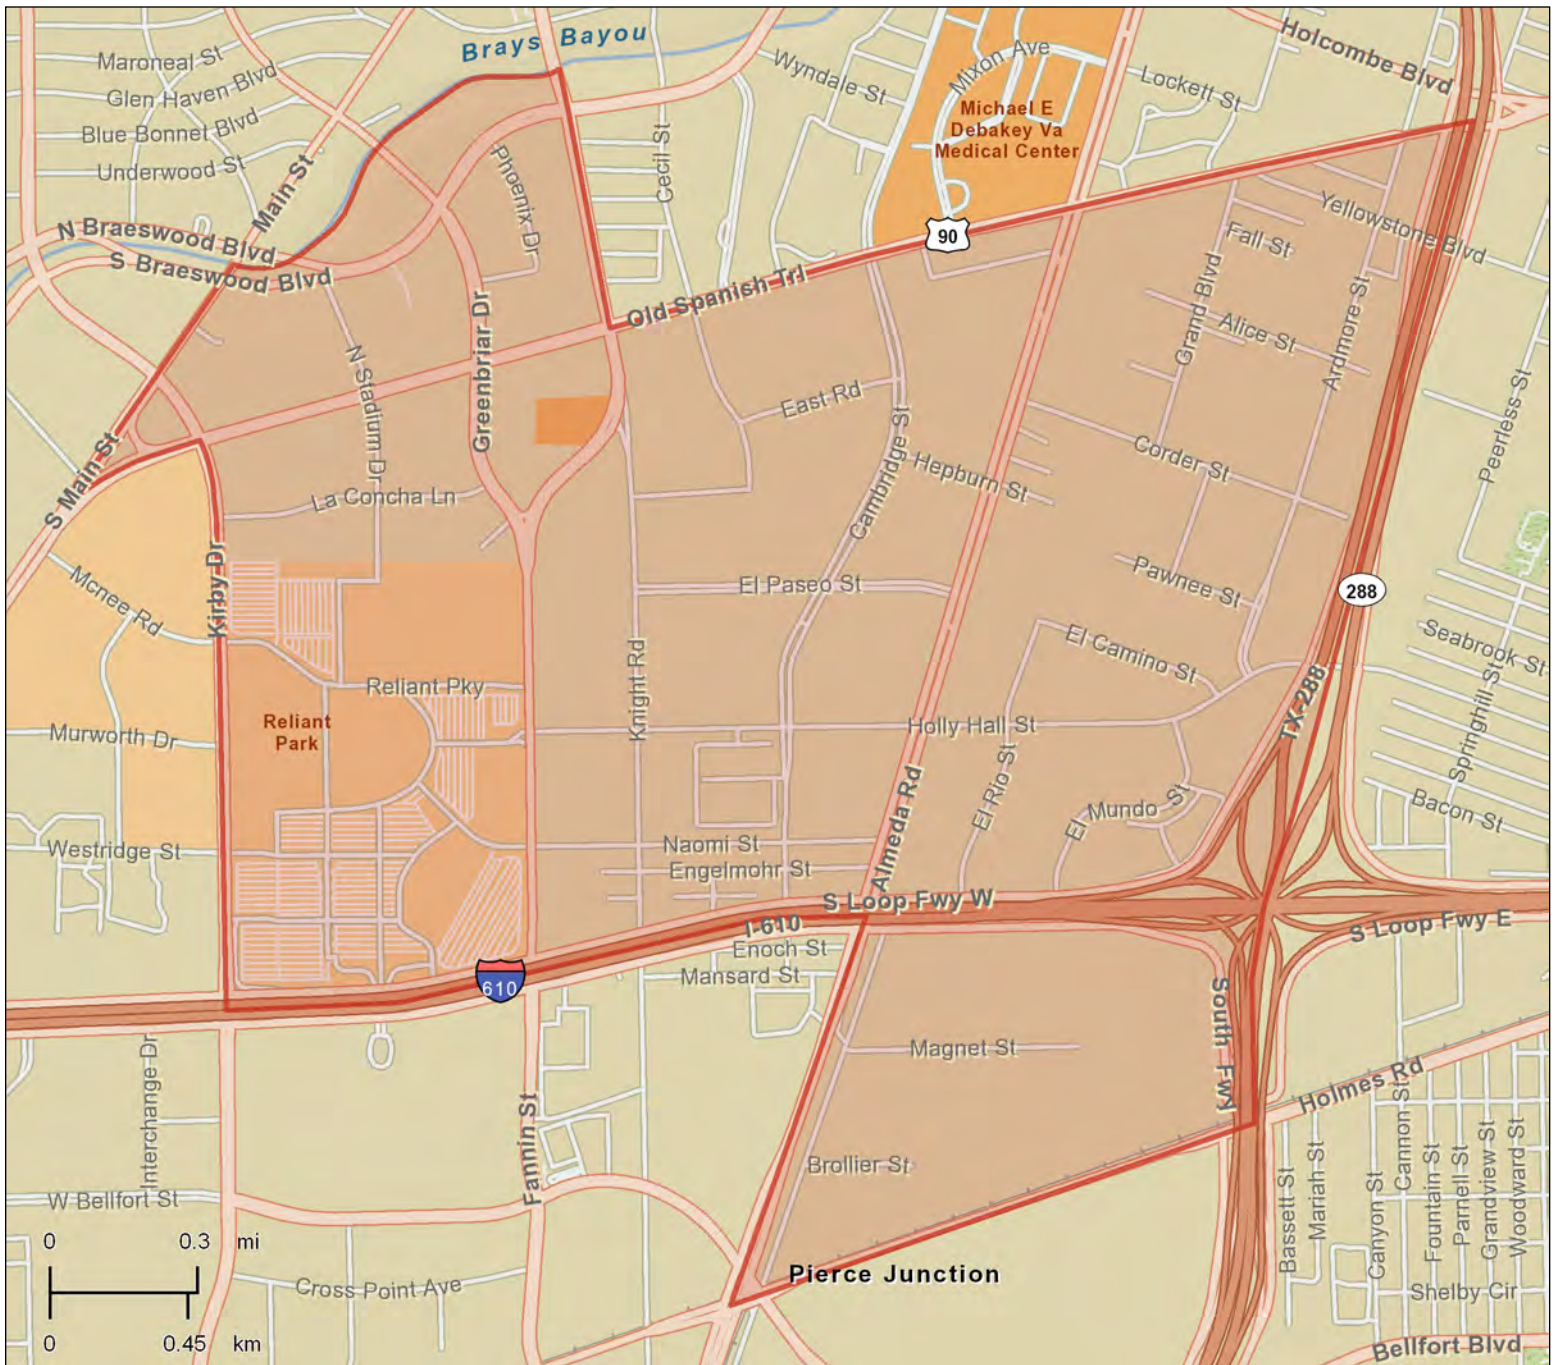 Brays Bayou
Holcombe Blvd
Maroneal St
Glen Haven Blvd
Blue Bonnet Blvd
Underwood St
Main St
Phoenix Dr
Cecil St
Wyndale St
Mixon Ave
Lockett St
Michael E
Debakey Va
Medical Center
N Braeswood Blvd
S Braeswood Blvd
90
Yellowstone Blvd
Fall St
Grand Blvd
Alice St
Ardmore St
Old Spanish Trl
Greenbriar Dr
N Stadium Dr
East Rd
Cambridge St
Hepburn St
Corder St
Peerless St
S Main St
La Concha Ln
Kirby Dr
Mcnee Rd
El Paseo St
Pawnee St
288
Seabrook St
El Camino St
Springhill St
Knight Rd
Reliant Pky
Reliant
Park
Murworth Dr
Holly Hall St
TX-288
El Rio St
El Mundo St
Almeda Rd
Bacon St
Westridge St
Naomi St
Engelmohr St
S Loop Fwy W
I-610
S Loop Fwy E
Enoch St
Mansard St
610
South Fwy
Magnet St
Holmes Rd
Interchange Dr
Fannin St
Brollier St
W Bellfort St
Bassett St
Mariah St
Canyon St
Cannon St
Fountain St
Parnell St
Grandview St
Woodward St
0 0.3 mi
Pierce Junction
Cross Point Ave
Shelby Cir
0 0.45 km
Bellfort Blvd